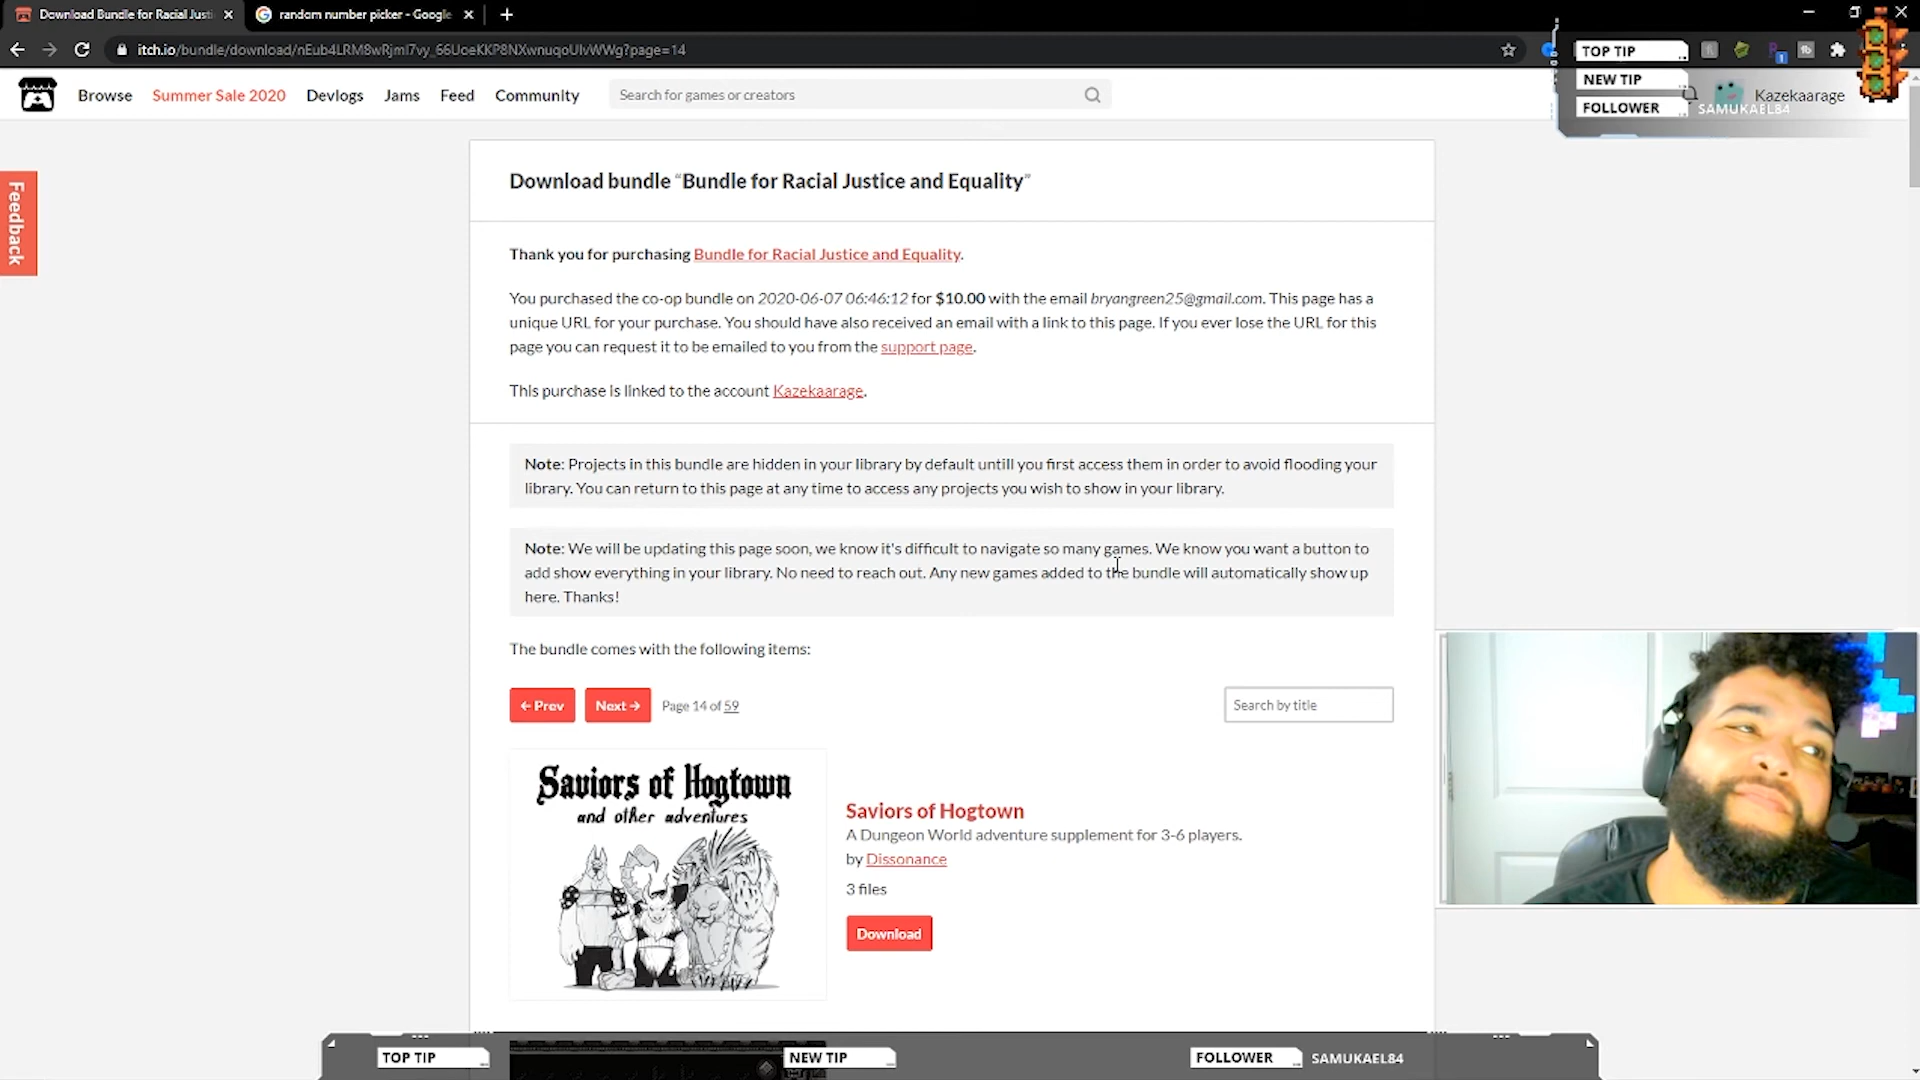 Download Bundle for Racial Justi
random number picker - Google
itch.io/bundle/download/nEub4LRM8wRjml7vy_66UoeKKP8NXwnuqoUIvWWg?page=14
TOP TIP
NEW TIP
FOLLOWER SAMUKAEL84
Browse Summer Sale 2020 Devlogs Jams Feed Community Search for games or creators Kazekaarage
Feedback
Download bundle “Bundle for Racial Justice and Equality”
Thank you for purchasing Bundle for Racial Justice and Equality.
You purchased the co-op bundle on 2020-06-07 06:46:12 for $10.00 with the email bryangreen25@gmail.com. This page has a
unique URL for your purchase. You should have also received an email with a link to this page. If you ever lose the URL for this
page you can request it to be emailed to you from the support page.
This purchase is linked to the account Kazekaarage.
Note: Projects in this bundle are hidden in your library by default untill you first access them in order to avoid flooding your
library. You can return to this page at any time to access any projects you wish to show in your library.
Note: We will be updating this page soon, we know it's difficult to navigate so many games. We know you want a button to
add show everything in your library. No need to reach out. Any new games added to the bundle will automatically show up
here. Thanks!
The bundle comes with the following items:
← Prev Next → Page 14 of 59 Search by title
Saviors of Hogtown
and other adventures
Saviors of Hogtown
A Dungeon World adventure supplement for 3-6 players.
by Dissonance
3 files
Download
TOP TIP NEW TIP FOLLOWER SAMUKAEL84